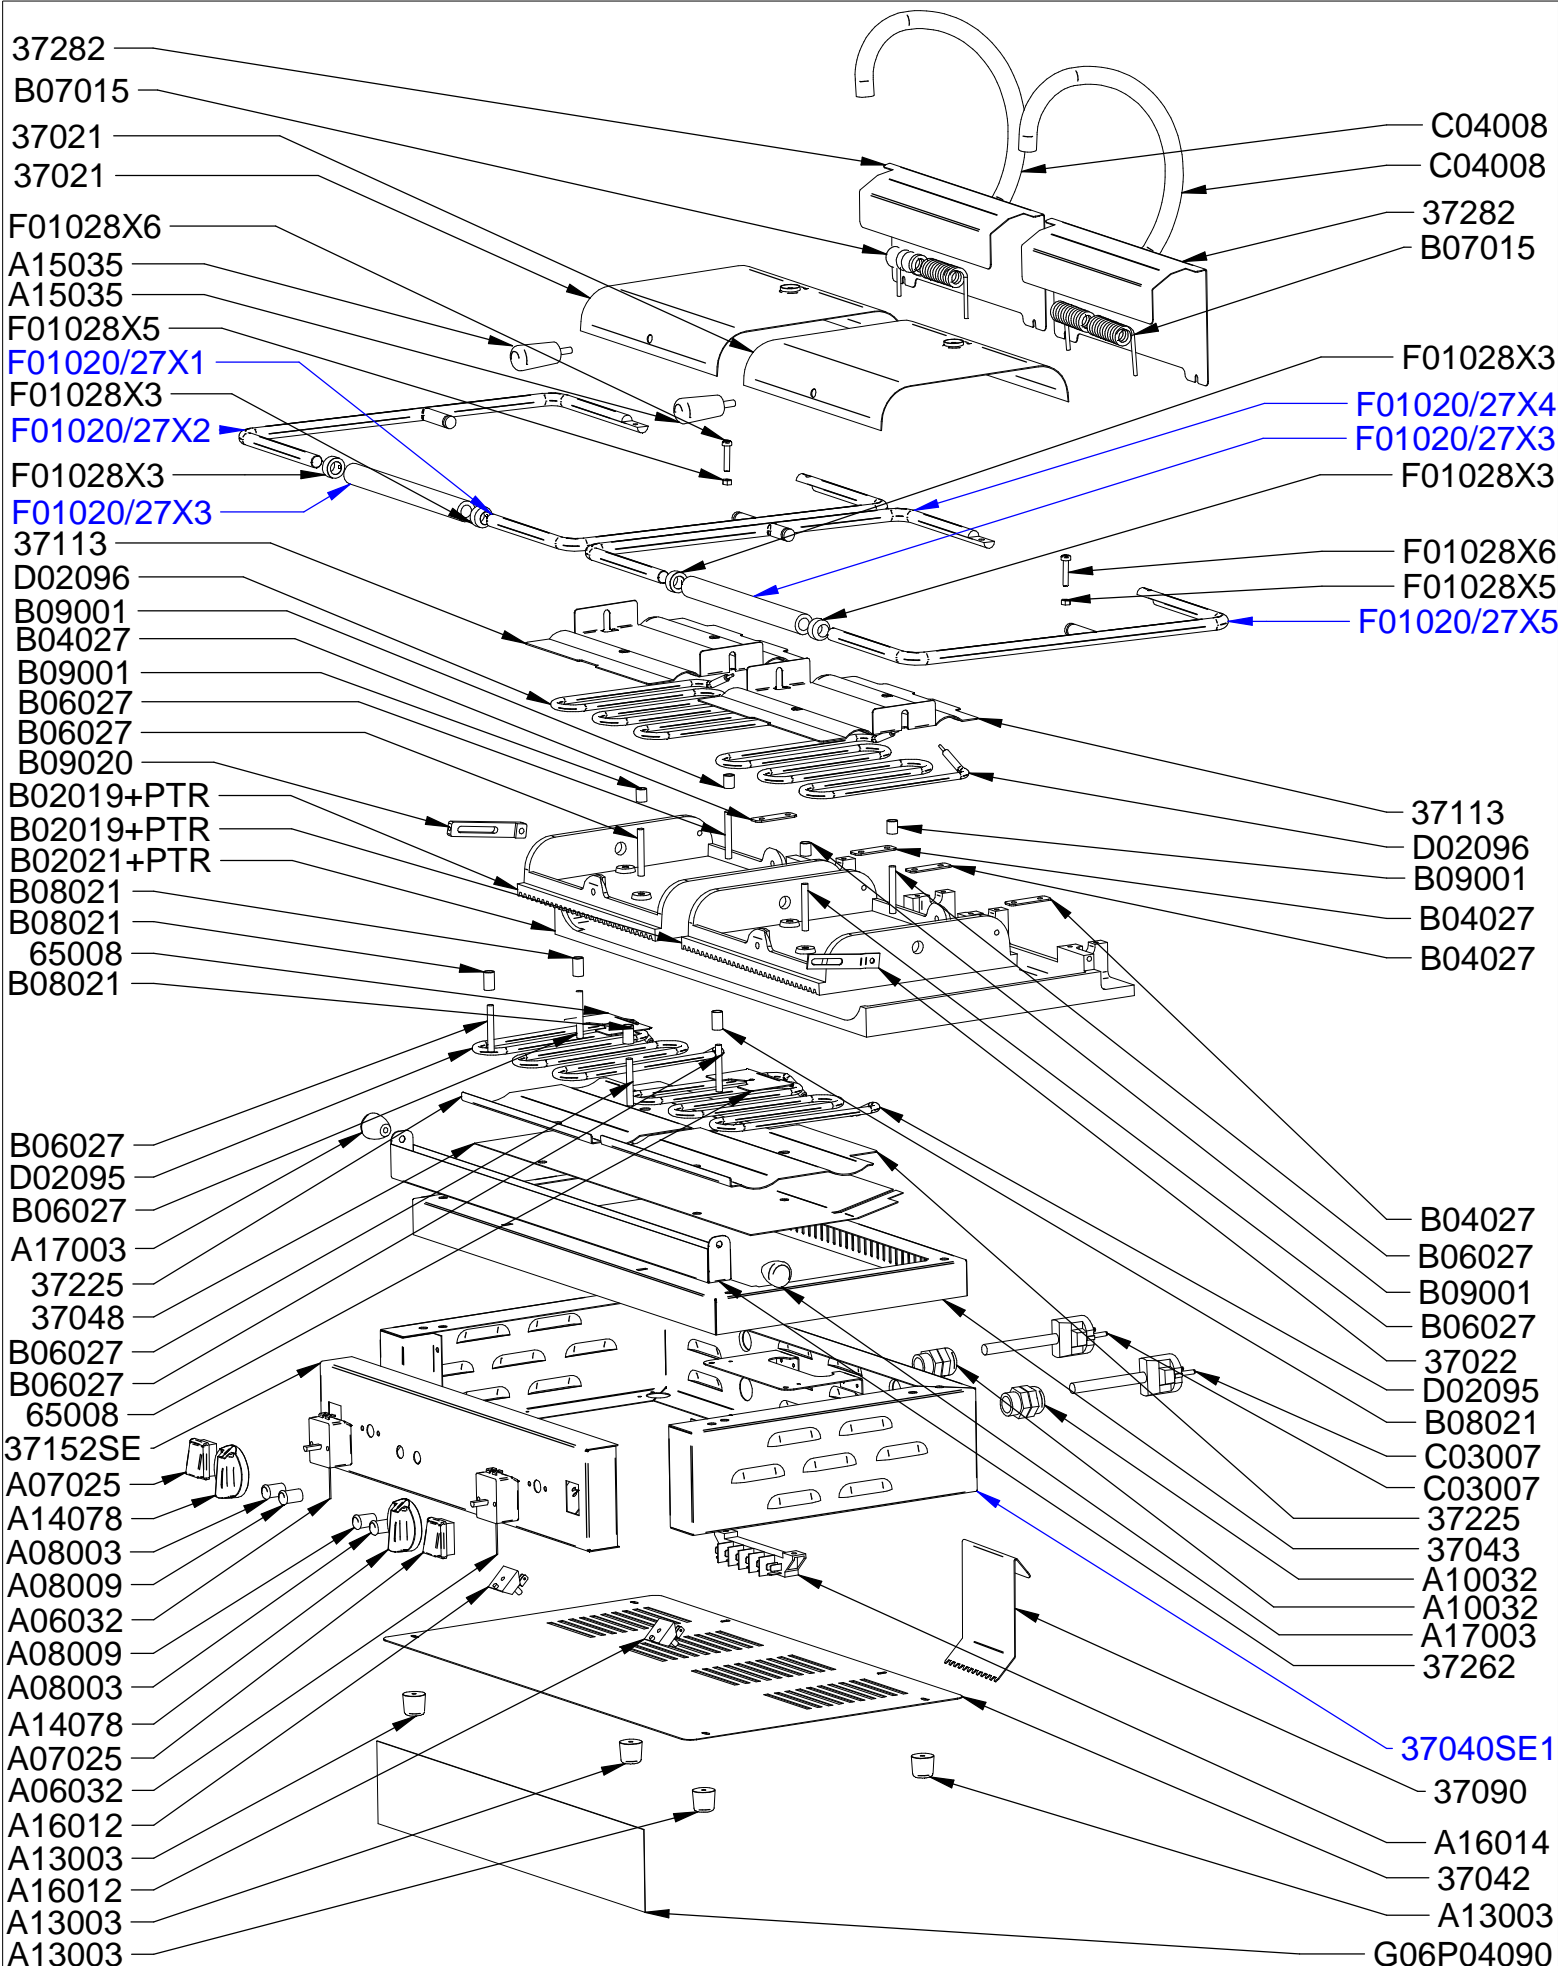 37282
B07015
37021
37021
F01028X6
A15035
A15035
F01028X5
F01020/27X1
F01028X3
F01020/27X2
F01028X3
F01020/27X3
37113
D02096
B09001
B04027
B09001
B06027
B06027
B09020
B02019+PTR
B02019+PTR
B02021+PTR
B08021
B08021
65008
B08021
B06027
D02095
B06027
A17003
37225
37048
B06027
B06027
65008
37152SE
A07025
A14078
A08003
A08009
A06032
A08009
A08003
A14078
A07025
A06032
A16012
A13003
A16012
A13003
A13003
C04008
C04008
37282
B07015
F01028X3
F01020/27X4
F01020/27X3
F01028X3
F01028X6
F01028X5
F01020/27X5
37113
D02096
B09001
B04027
B04027
B04027
B06027
B09001
B06027
37022
D02095
B08021
C03007
C03007
37225
37043
A10032
A10032
A17003
37262
37040SE1
37090
A16014
37042
A13003
G06P04090